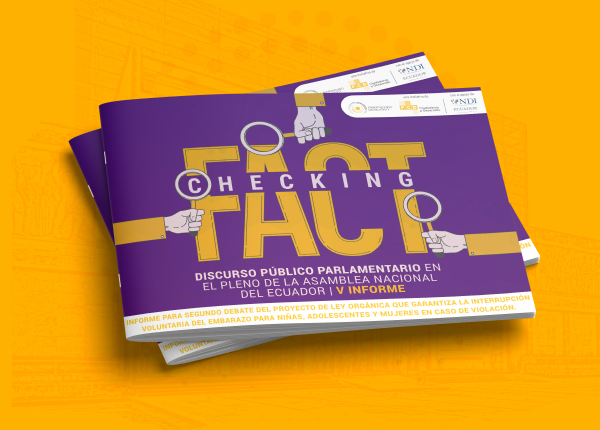 NDI
ECUADOR
NDI
ECUADOR
FACT
CHECKING
DISCURSO PÚBLICO PARLAMENTARIO EN
EL PLENO DE LA ASAMBLEA NACIONAL
DEL ECUADOR | V INFORME
INFORME PARA SEGUNDO DEBATE DEL PROYECTO DE LEY ORGÁNICA QUE GARANTIZA LA INTERRUPCIÓN
VOLUNTARIA DEL EMBARAZO PARA NIÑAS, ADOLESCENTES Y MUJERES EN CASO DE VIOLACIÓN.